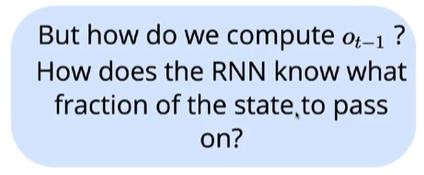 But how do we compute oₜ₋₁ ?
How does the RNN know what
fraction of the state,to pass
on?